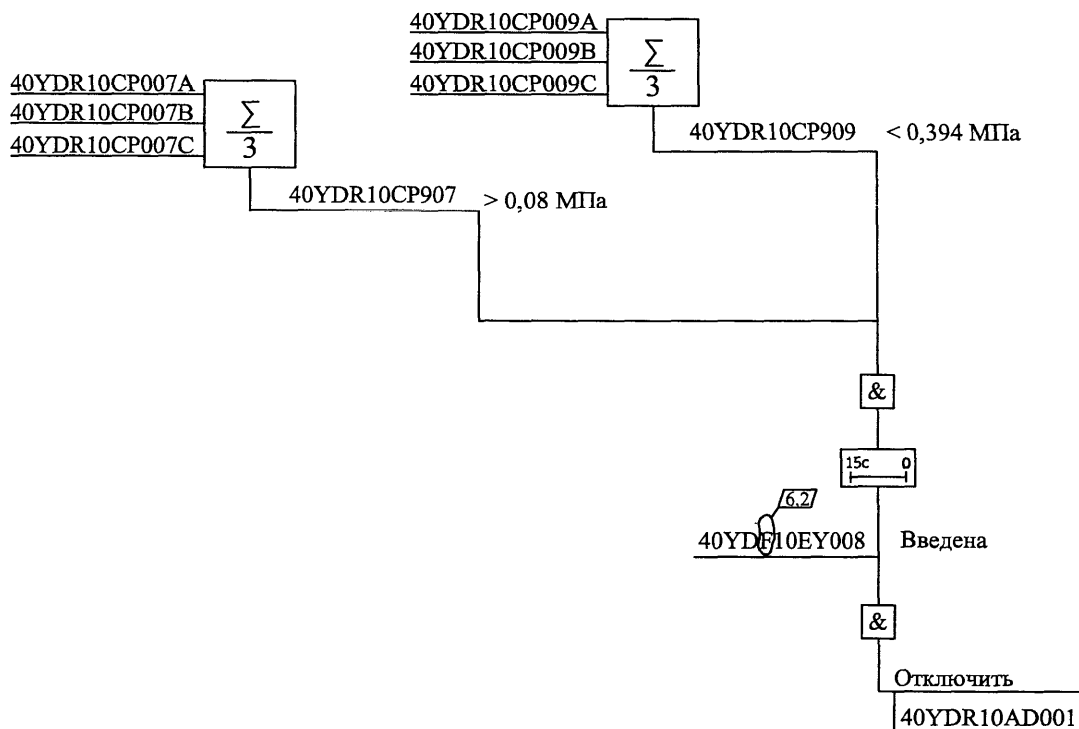 40YDR10CP009A
40YDR10CP009B
40YDR10CP009C
∑
3
40YDR10CP007A
40YDR10CP007B
40YDR10CP007C
∑
3
40YDR10CP909 < 0,394 МПа
40YDR10CP907 > 0,08 МПа
&
15с 0
6.2
40YDF10EY008 Введена
&
Отключить
40YDR10AD001